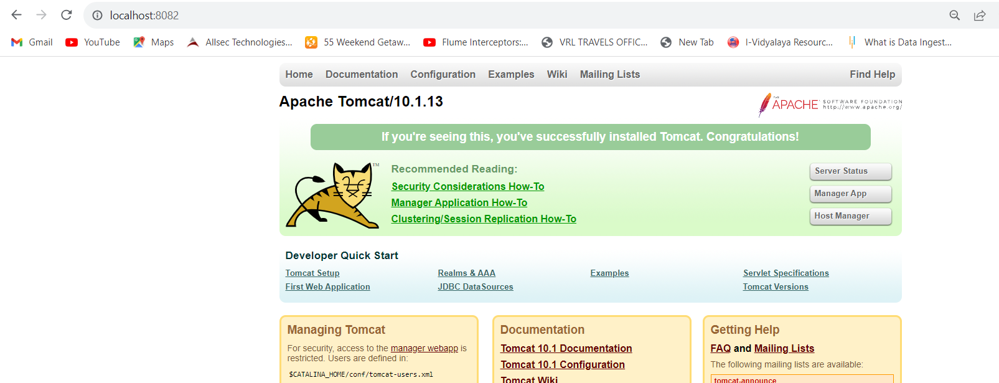 localhost:8082
Gmail YouTube Maps Allsec Technologies... 55 Weekend Getaw... Flume Interceptors:... VRL TRAVELS OFFIC... New Tab I-Vidyalaya Resourc... What is Data Ingest...
Home Documentation Configuration Examples Wiki Mailing Lists Find Help
Apache Tomcat/10.1.13
THE APACHE SOFTWARE FOUNDATION
http://www.apache.org/
If you're seeing this, you've successfully installed Tomcat. Congratulations!
TM
Recommended Reading:
Security Considerations How-To
Manager Application How-To
Clustering/Session Replication How-To
Server Status
Manager App
Host Manager
Developer Quick Start
Tomcat Setup
First Web Application
Realms & AAA
JDBC DataSources
Examples
Servlet Specifications
Tomcat Versions
Managing Tomcat
For security, access to the manager webapp is
restricted. Users are defined in:
$CATALINA_HOME/conf/tomcat-users.xml
Documentation
Tomcat 10.1 Documentation
Tomcat 10.1 Configuration
Tomcat Wiki
Getting Help
FAQ and Mailing Lists
The following mailing lists are available:
tomcat-announce